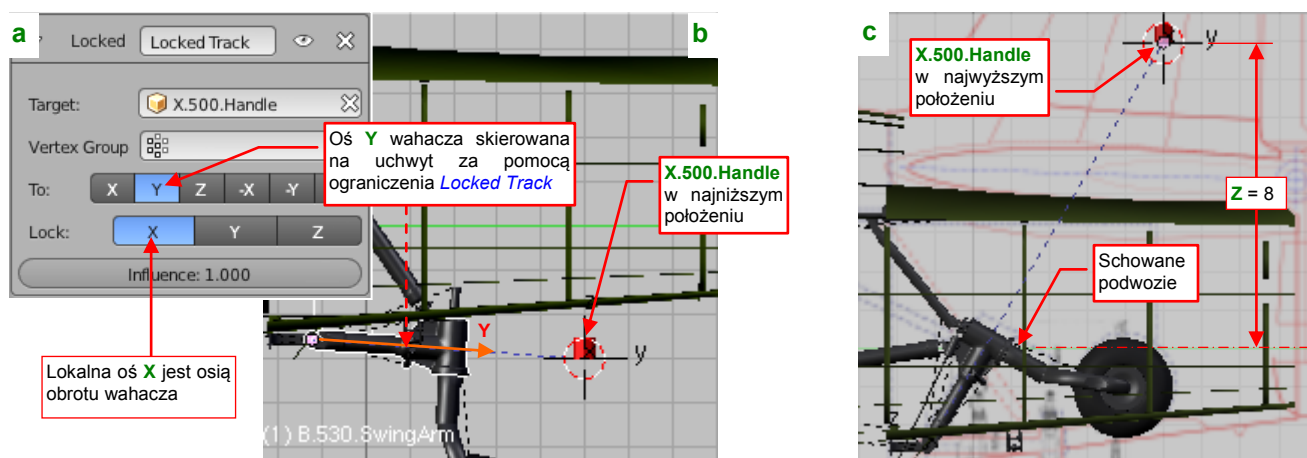 a
Locked
Locked Track
Target:
X.500.Handle
Vertex Group
To:
X
Y
Z
-X
-Y
Lock:
X
Y
Z
Influence: 1.000
Oś Y wahacza skierowana
na uchwyt za pomocą
ograniczenia Locked Track
Lokalna oś X jest osią
obrotu wahacza
b
X.500.Handle
w najniższym
położeniu
Y
y
(1) B.530.SwingArm
c
X.500.Handle
w najwyższym
położeniu
y
Z = 8
Schowane
podwozie